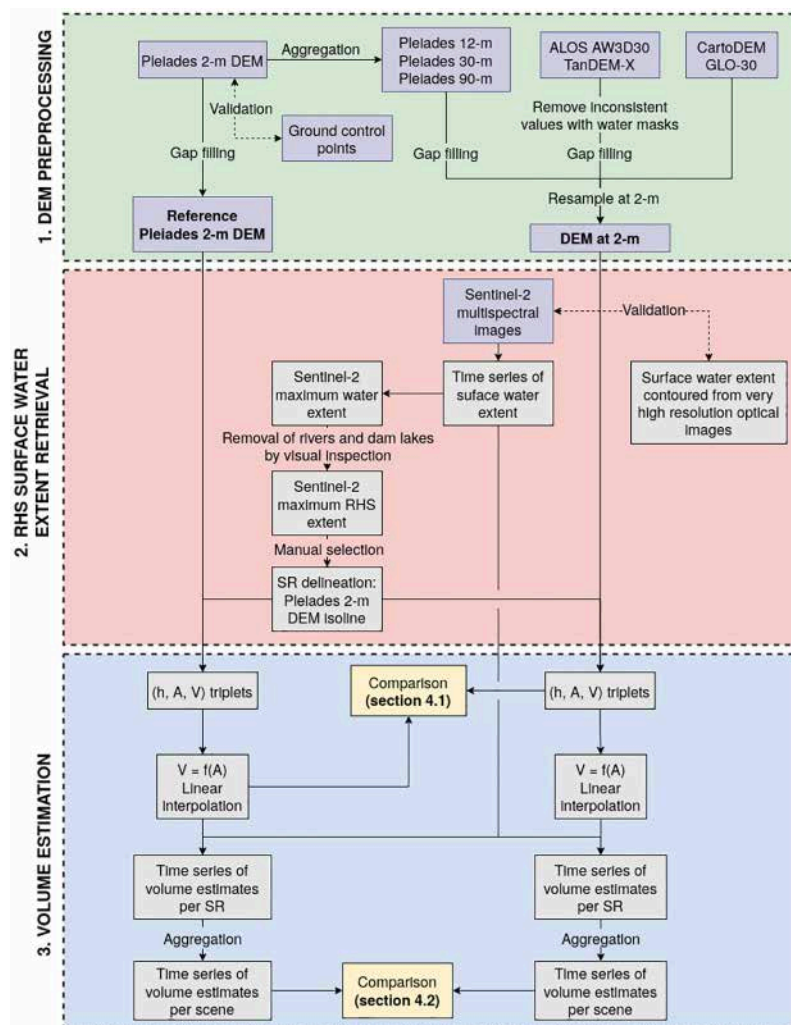 1. DEM PREPROCESSING
Pleiades 2-m DEM
Aggregation
Pleiades 12-m
Pleiades 30-m
Pleiades 90-m
ALOS AW3D30
TanDEM-X
CartoDEM
GLO-30
Validation
Ground control
points
Gap filling
Remove inconsistent
values with water masks
Gap filling
Gap filling
Resample at 2-m
Reference
Pleiades 2-m DEM
DEM at 2-m
2. RHS SURFACE WATER
EXTENT RETRIEVAL
Sentinel-2
multispectral
images
Validation
Sentinel-2
maximum water
extent
Time series of
suface water
extent
Surface water extent
contoured from very
high resolution optical
images
Removal of rivers and dam lakes
by visual inspection
Sentinel-2
maximum RHS
extent
Manual selection
SR delineation:
Pleiades 2-m
DEM isoline
3. VOLUME ESTIMATION
(h, A, V) triplets
Comparison
(section 4.1)
(h, A, V) triplets
V = f(A)
Linear
interpolation
V = f(A)
Linear
interpolation
Time series of
volume estimates
per SR
Time series of
volume estimates
per SR
Aggregation
Aggregation
Time series of
volume estimates
per scene
Comparison
(section 4.2)
Time series of
volume estimates
per scene